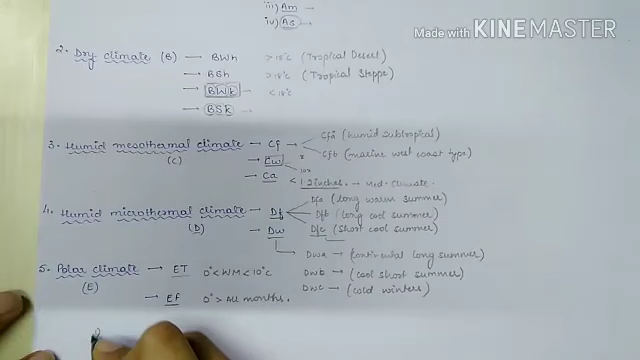 iii) Am —
iv) As —
Made with KINEMASTER
2. Dry climate (B) — BWh >18°c (Tropical Desert)
→ BSh >18°c (Tropical Steppe)
→ BWk — <18°c
→ BSk —
3. Humid mesothermal climate → Cf → Cfa (humid subtropical)
(C) Cfb (marine west coast type)
→ Cw 10x
→ Ca <1.2 inches → Med. Climate.
4. Humid microthermal climate → Df Dfa (long warm summer)
(D) Dfb (long cool summer)
→ Dw Dfc (short cool summer)
Dwa → (continental long summer)
5. Polar climate → ET 0°<WM<10°c Dwb → (cool short summer)
(E) Dwc → (cold winters)
→ EF 0°> All months.